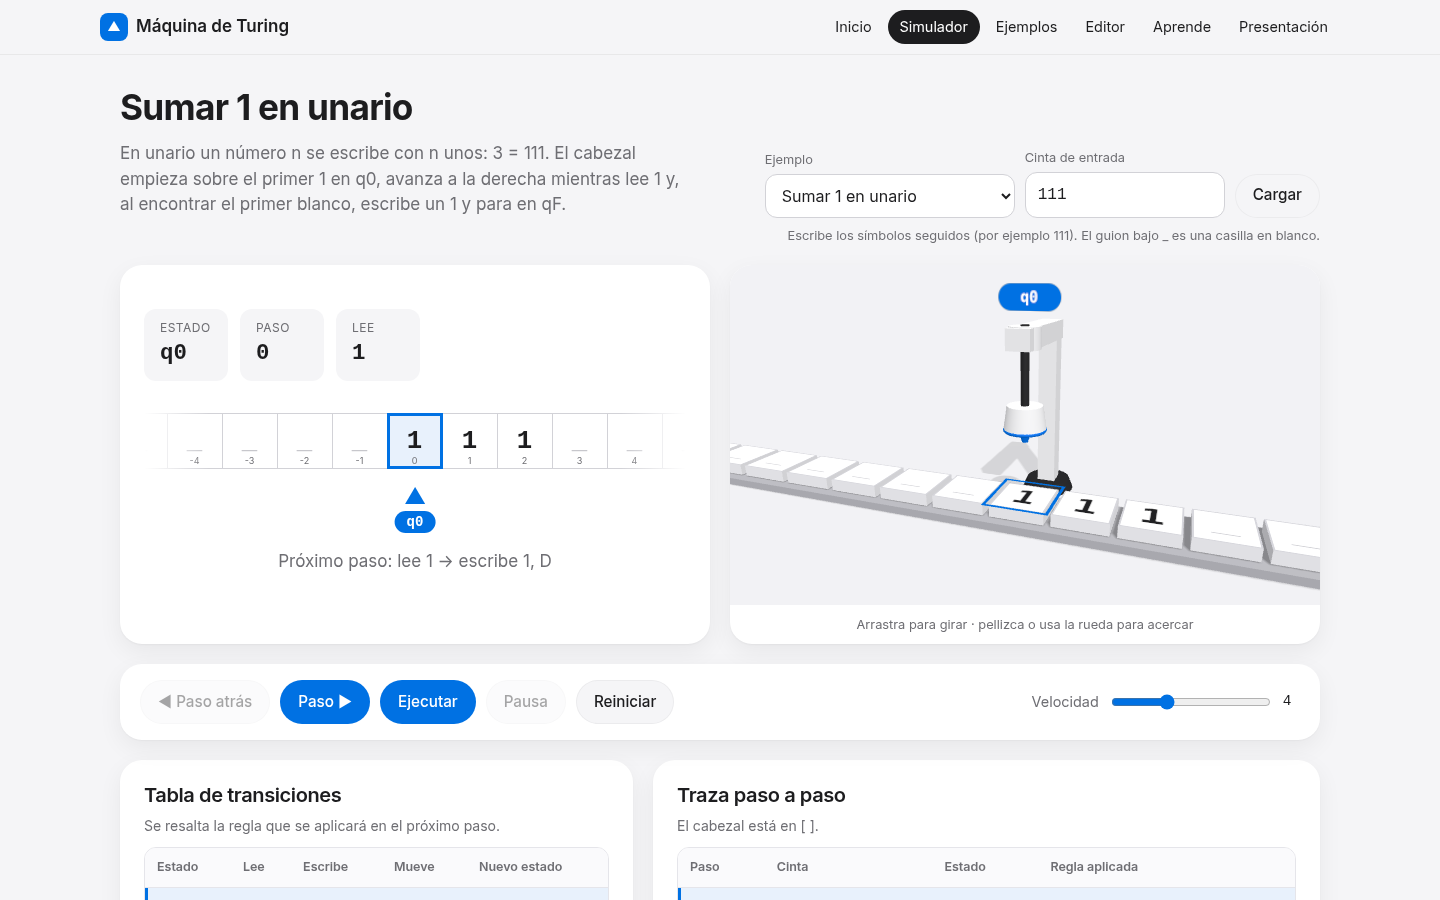 Máquina de Turing
Inicio Simulador Ejemplos Editor Aprende Presentación
Sumar 1 en unario
En unario un número n se escribe con n unos: 3 = 111. El cabezal
empieza sobre el primer 1 en q0, avanza a la derecha mientras lee 1 y,
al encontrar el primer blanco, escribe un 1 y para en qF.
Ejemplo
Cinta de entrada
Sumar 1 en unario
111
Cargar
Escribe los símbolos seguidos (por ejemplo 111). El guion bajo _ es una casilla en blanco.
ESTADO PASO LEE
q0 0 1
_ _ _ _ 1 1 1 _ _
-4 -3 -2 -1 0 1 2 3 4
q0
Próximo paso: lee 1 → escribe 1, D
q0
1 1 1
Arrastra para girar · pellizca o usa la rueda para acercar
◀ Paso atrás Paso ▶ Ejecutar Pausa Reiniciar
Velocidad 4
Tabla de transiciones
Se resalta la regla que se aplicará en el próximo paso.
Estado Lee Escribe Mueve Nuevo estado
Traza paso a paso
El cabezal está en [ ].
Paso Cinta Estado Regla aplicada